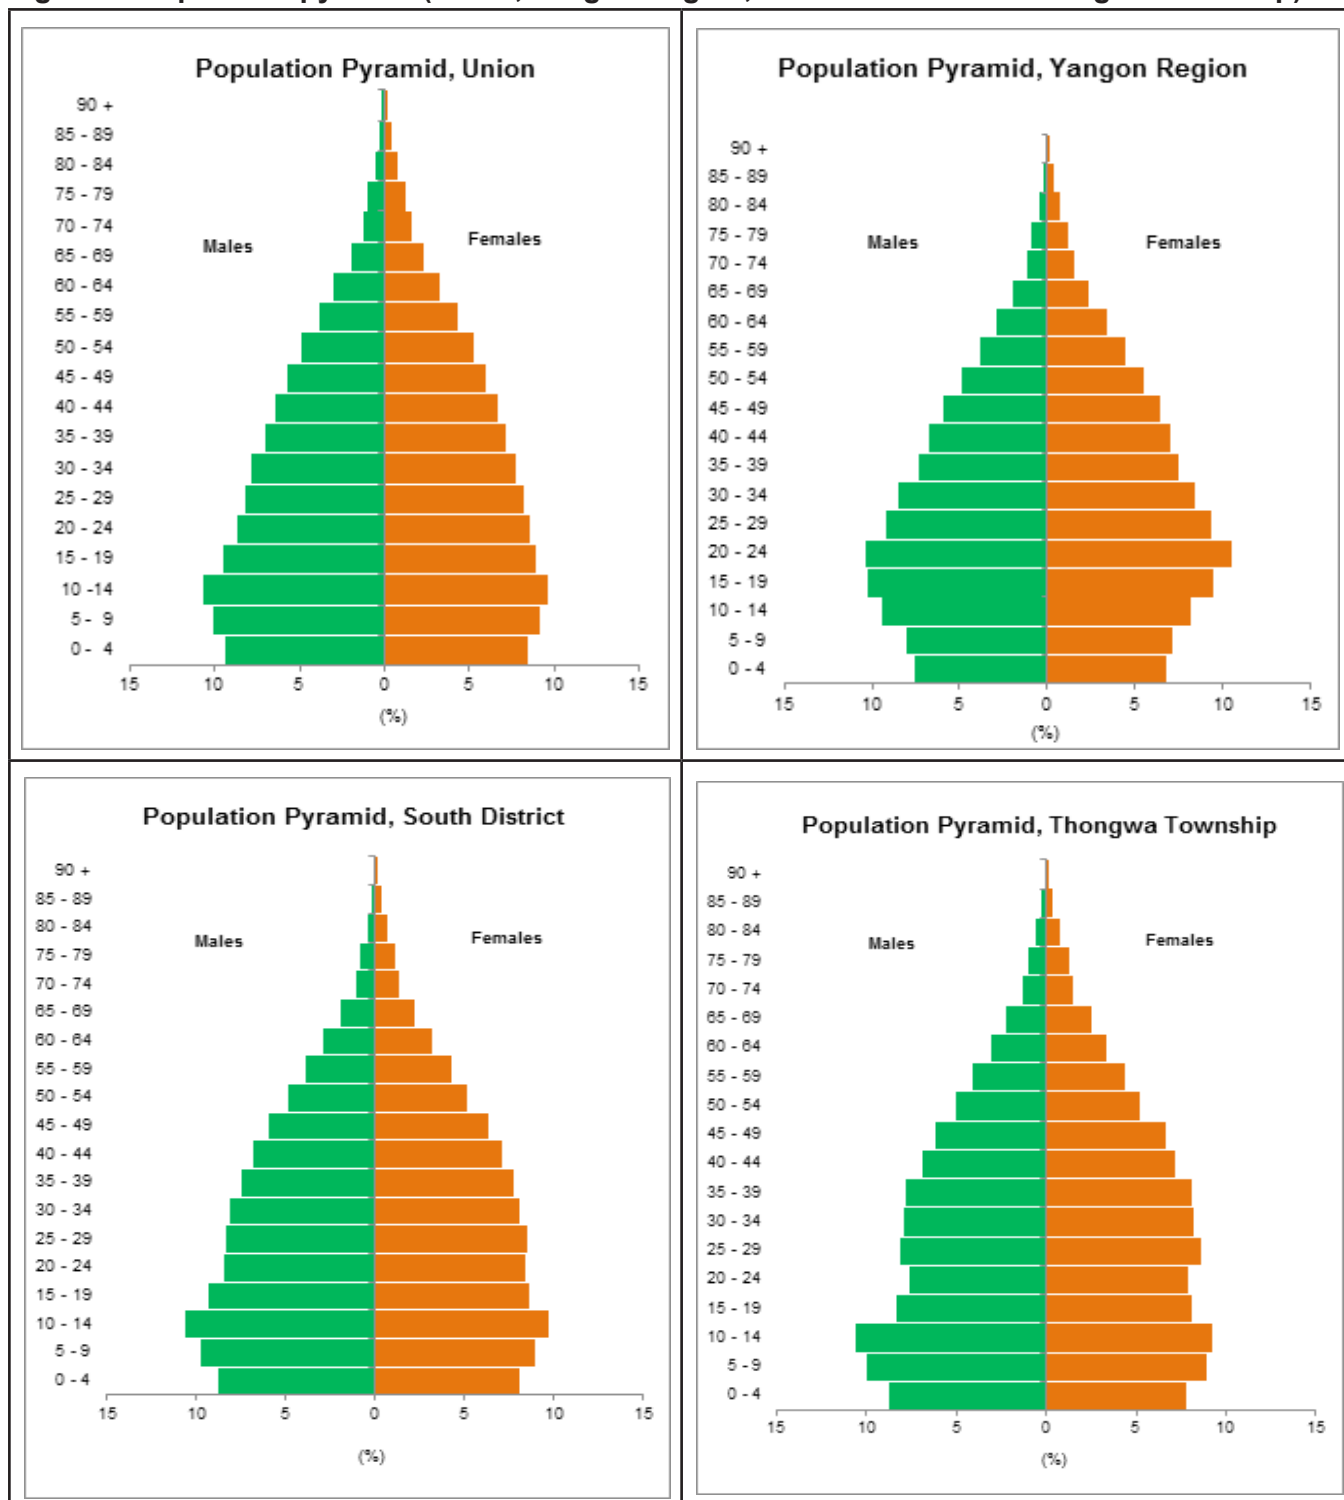 Population Pyramid, Union
90 +
85 - 89
80 - 84
75 - 79
70 - 74
65 - 69
60 - 64
55 - 59
50 - 54
45 - 49
40 - 44
35 - 39
30 - 34
25 - 29
20 - 24
15 - 19
10 -14
5 - 9
0 - 4
Males
Females
15 10 5 0 5 10 15
(%)
Population Pyramid, Yangon Region
90 +
85 - 89
80 - 84
75 - 79
70 - 74
65 - 69
60 - 64
55 - 59
50 - 54
45 - 49
40 - 44
35 - 39
30 - 34
25 - 29
20 - 24
15 - 19
10 - 14
5 - 9
0 - 4
Males
Females
15 10 5 0 5 10 15
(%)
Population Pyramid, South District
90 +
85 - 89
80 - 84
75 - 79
70 - 74
65 - 69
60 - 64
55 - 59
50 - 54
45 - 49
40 - 44
35 - 39
30 - 34
25 - 29
20 - 24
15 - 19
10 - 14
5 - 9
0 - 4
Males
Females
15 10 5 0 5 10 15
(%)
Population Pyramid, Thongwa Township
90 +
85 - 89
80 - 84
75 - 79
70 - 74
65 - 69
60 - 64
55 - 59
50 - 54
45 - 49
40 - 44
35 - 39
30 - 34
25 - 29
20 - 24
15 - 19
10 - 14
5 - 9
0 - 4
Males
Females
15 10 5 0 5 10 15
(%)